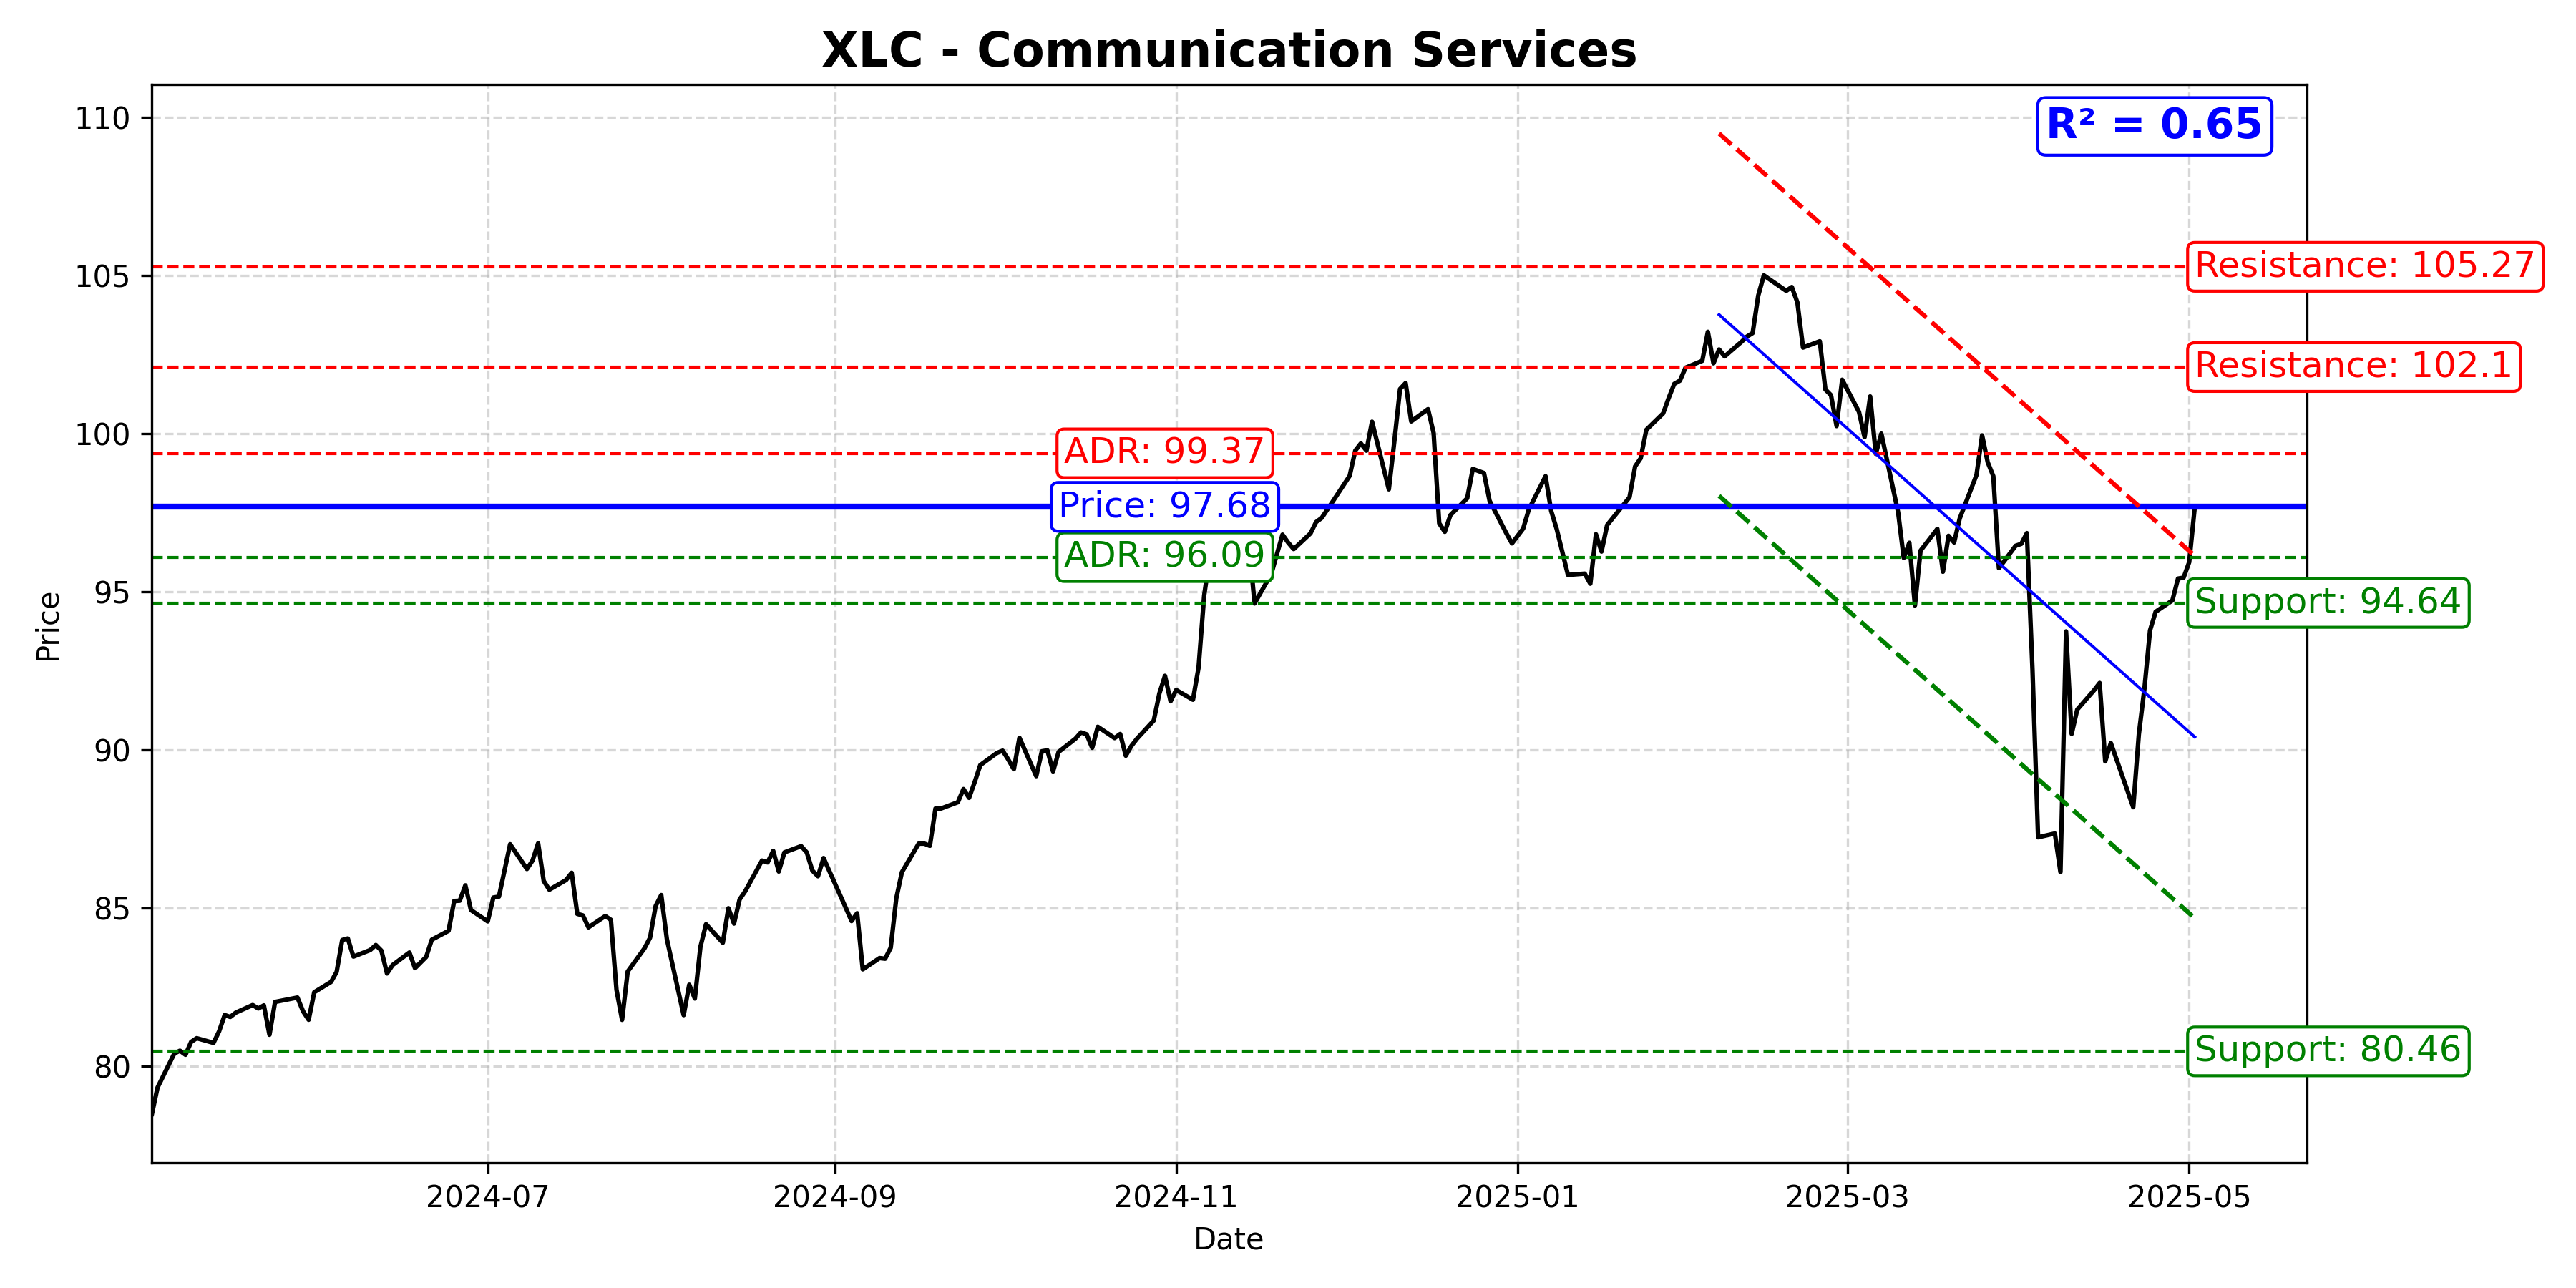 XLC - Communication Services
R² = 0.65
110
105
100
95
90
85
80
Price
Resistance: 105.27
Resistance: 102.1
ADR: 99.37
Price: 97.68
ADR: 96.09
Support: 94.64
Support: 80.46
2024-07
2024-09
2024-11
2025-01
2025-03
2025-05
Date